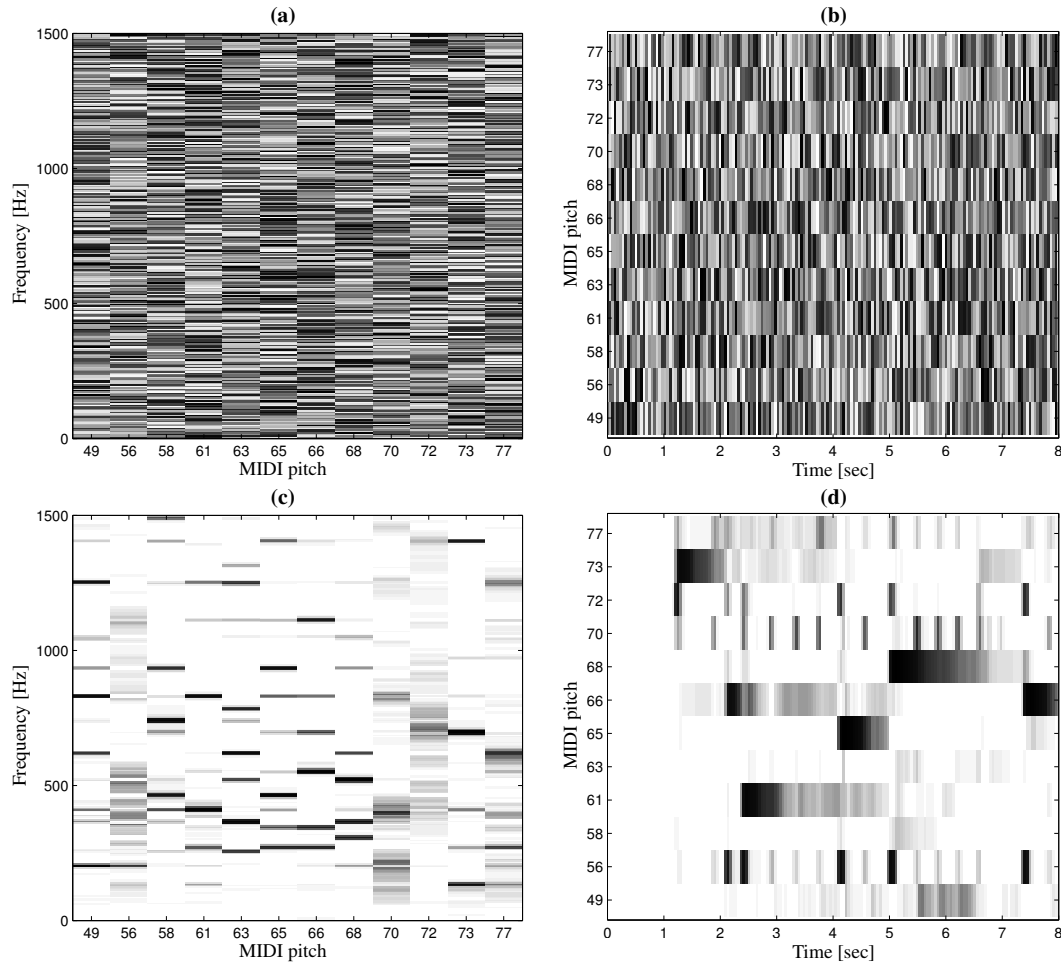 (a)
1500
1000
500
0
Frequency [Hz]
49 56 58 61 63 65 66 68 70 72 73 77
MIDI pitch
(b)
77
73
72
70
68
66
65
63
61
58
56
49
MIDI pitch
0 1 2 3 4 5 6 7 8
Time [sec]
(c)
1500
1000
500
0
Frequency [Hz]
49 56 58 61 63 65 66 68 70 72 73 77
MIDI pitch
(d)
77
73
72
70
68
66
65
63
61
58
56
49
MIDI pitch
0 1 2 3 4 5 6 7 8
Time [sec]